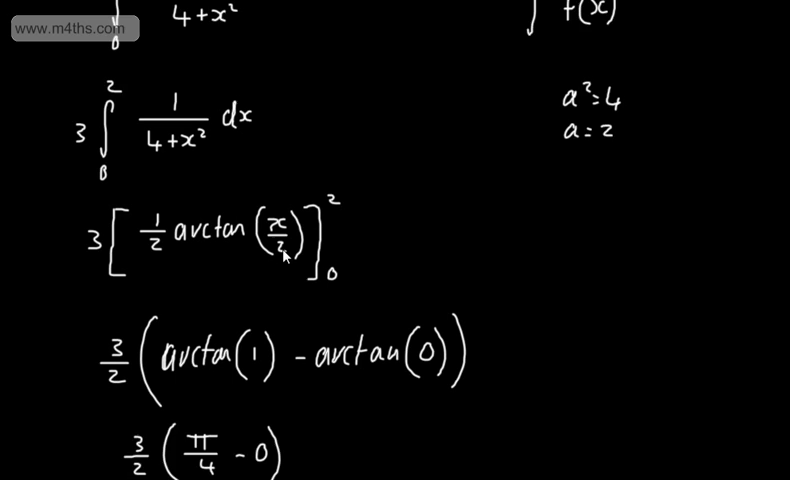 www.m4ths.com
∫₀ 4+x²
∫ f(x)
3 ∫₀² 1/(4+x²) dx
a²=4
a=2
3[ 1/2 arctan(x/2) ]₀²
3/2 (arctan(1) - arctan(0))
3/2 (π/4 - 0)